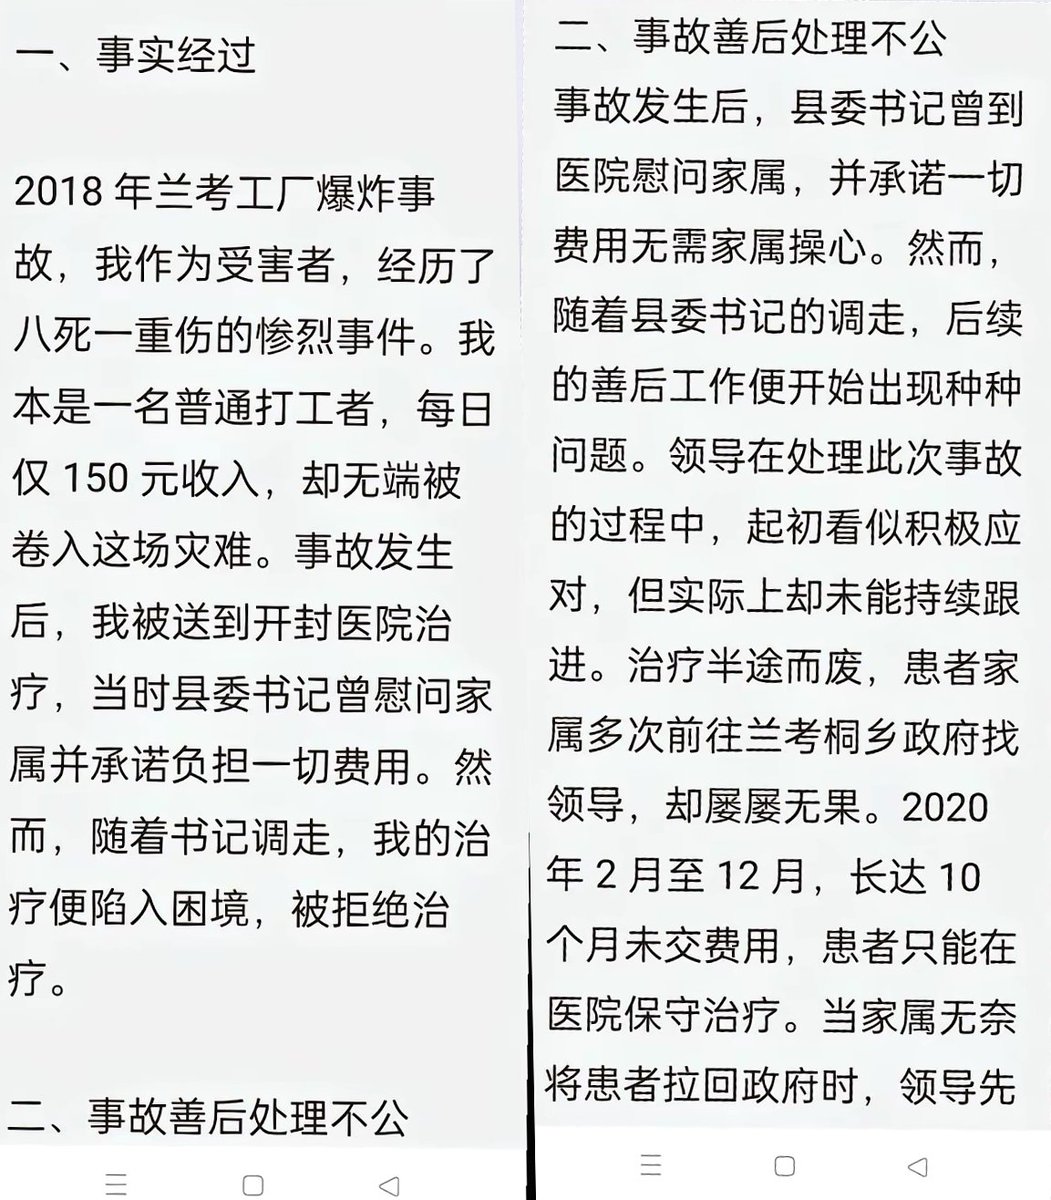 一、事实经过
2018 年兰考工厂爆炸事
故，我作为受害者，经历了
八死一重伤的惨烈事件。我
本是一名普通打工者，每日
仅 150 元收入，却无端被
卷入这场灾难。事故发生
后，我被送到开封医院治
疗，当时县委书记曾慰问家
属并承诺负担一切费用。然
而，随着书记调走，我的治
疗便陷入困境，被拒绝治
疗。
二、事故善后处理不公
二、事故善后处理不公
事故发生后，县委书记曾到
医院慰问家属，并承诺一切
费用无需家属操心。然而，
随着县委书记的调走，后续
的善后工作便开始出现种种
问题。领导在处理此次事故
的过程中，起初看似积极应
对，但实际上却未能持续跟
进。治疗半途而废，患者家
属多次前往兰考桐乡政府找
领导，却屡屡无果。2020
年 2 月至 12 月，长达 10
个月未交费用，患者只能在
医院保守治疗。当家属无奈
将患者拉回政府时，领导先